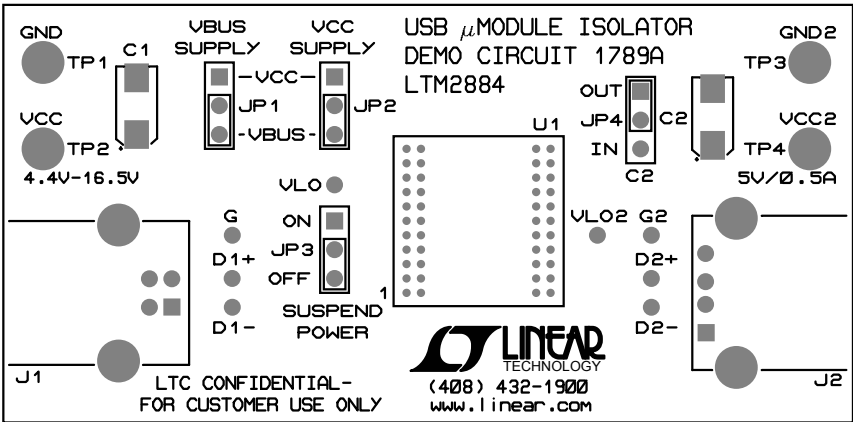 GND
TP1
C1
VBUS
SUPPLY
VCC
SUPPLY
USB µMODULE ISOLATOR
DEMO CIRCUIT 1789A
LTM2884
GND2
TP3
-VCC-
JP1
JP2
-VBUS-
OUT
JP4
IN
C2
C2
VCC
TP2
4.4V-16.5V
U1
VCC2
TP4
5V/0.5A
VLO
G
D1+
D1-
ON
JP3
OFF
SUSPEND
POWER
1
VLO2
G2
D2+
D2-
J1
J2
LTC CONFIDENTIAL-
FOR CUSTOMER USE ONLY
LINEAR
TECHNOLOGY
(408) 432-1900
www.linear.com